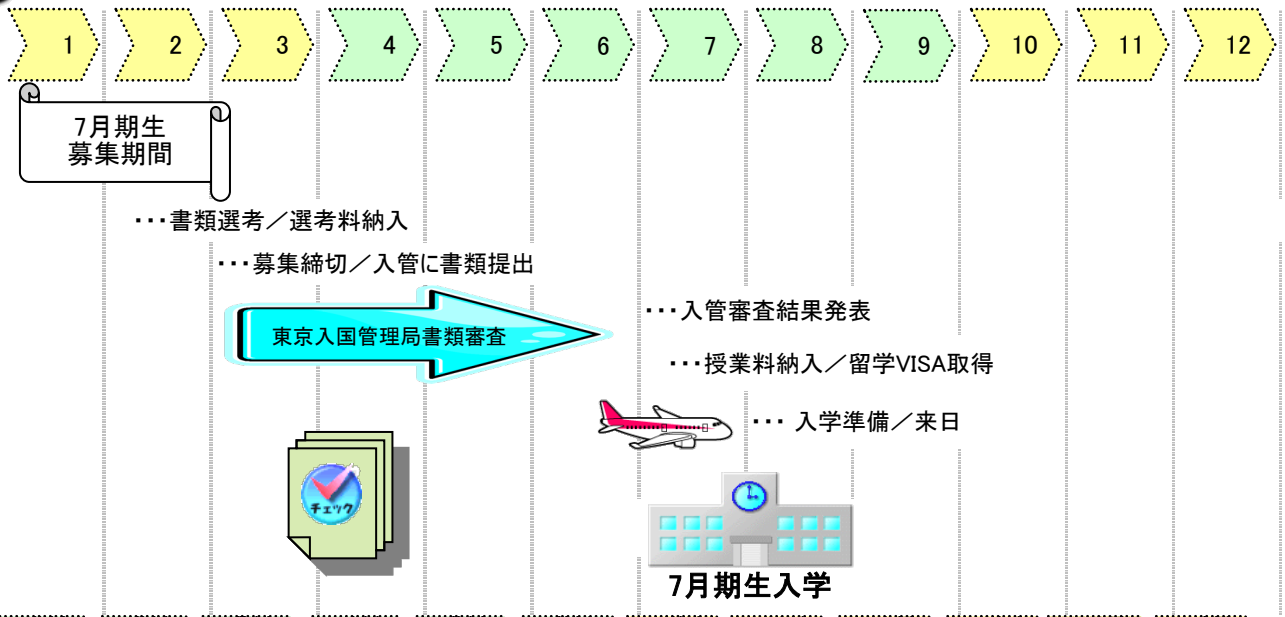 1 2 3 4 5 6 7 8 9 10 11 12
7月期生
募集期間
・・・書類選考／選考料納入
・・・募集締切／入管に書類提出
東京入国管理局書類審査
・・・入管審査結果発表
・・・授業料納入／留学VISA取得
・・・ 入学準備／来日
チェック
7月期生入学